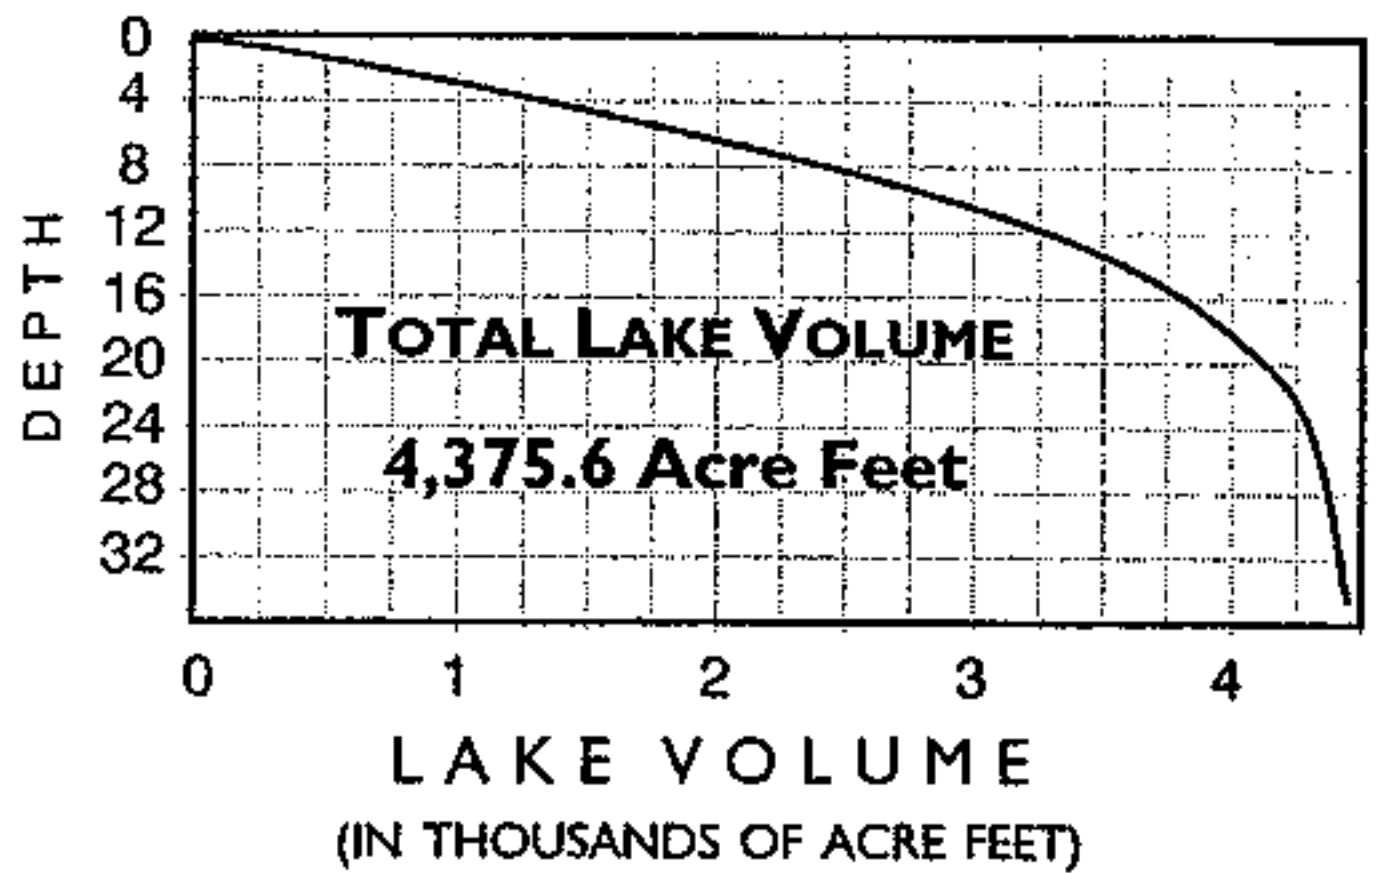 0
4
8
12
16
20
24
28
32
DEPTH
TOTAL LAKE VOLUME
4,375.6 Acre Feet
0 1 2 3 4
LAKE VOLUME
(IN THOUSANDS OF ACRE FEET)